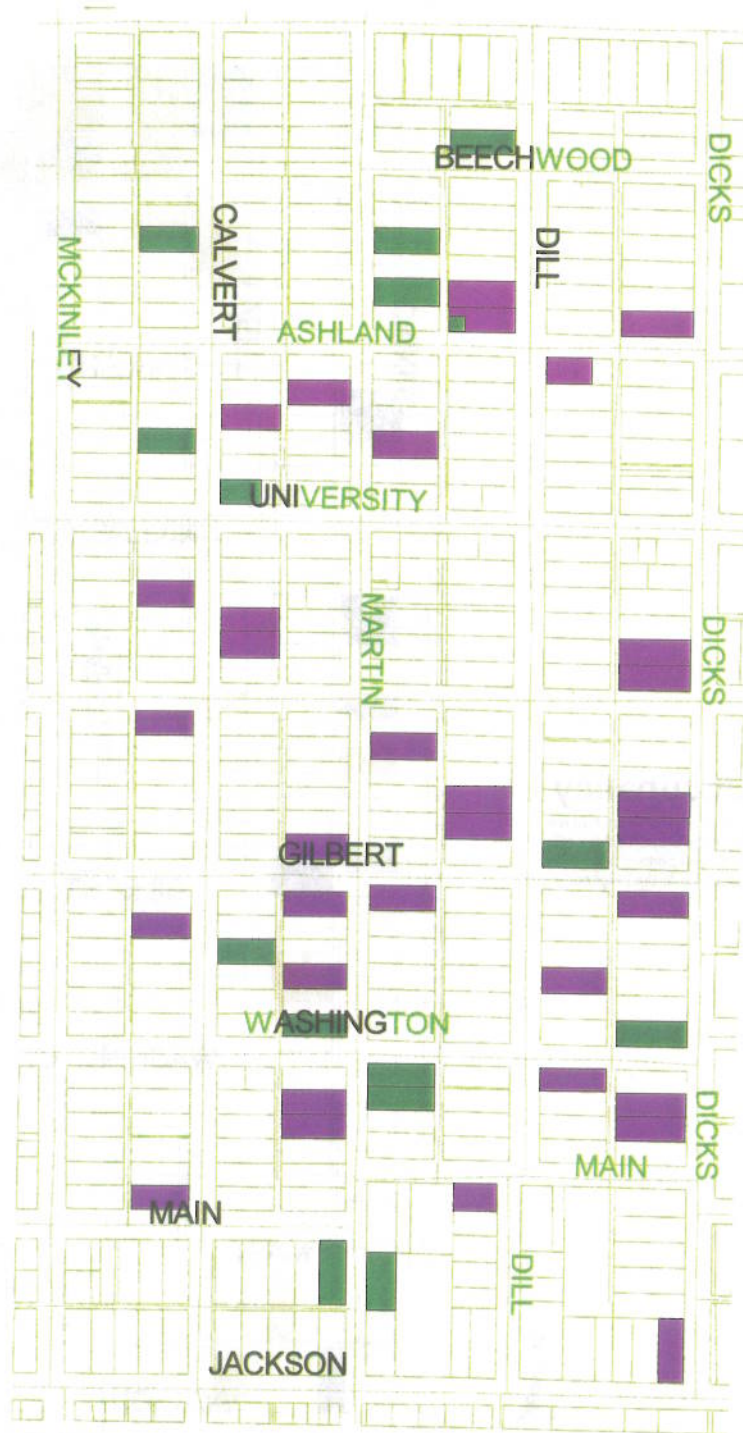 DICKS
BEECHWOOD
CALVERT
DILL
MCKINLEY
ASHLAND
UNIVERSITY
MARTIN
DICKS
GILBERT
WASHINGTON
DICKS
MAIN
MAIN
DILL
JACKSON